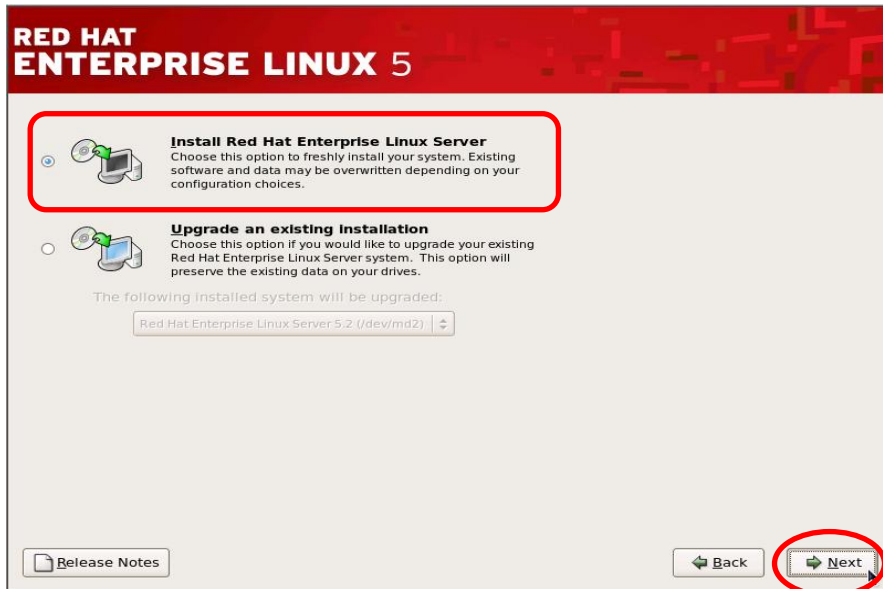 RED HAT
ENTERPRISE LINUX 5
Install Red Hat Enterprise Linux Server
Choose this option to freshly install your system. Existing
software and data may be overwritten depending on your
configuration choices.
Upgrade an existing installation
Choose this option if you would like to upgrade your existing
Red Hat Enterprise Linux Server system. This option will
preserve the existing data on your drives.
The following installed system will be upgraded:
Red Hat Enterprise Linux Server 5.2 (/dev/md2)
Release Notes
Back
Next